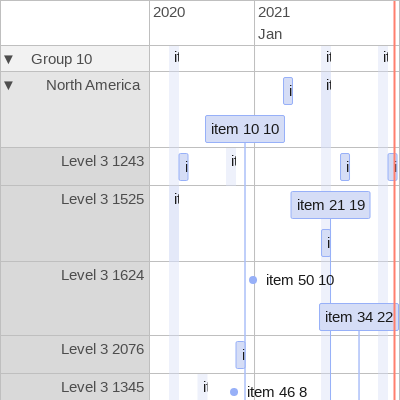 2020 2021
Jan
▼ Group 10
▼ North America
item 10 10
Level 3 1243
Level 3 1525
item 21 19
Level 3 1624
item 50 10
item 34 22
Level 3 2076
Level 3 1345
item 46 8